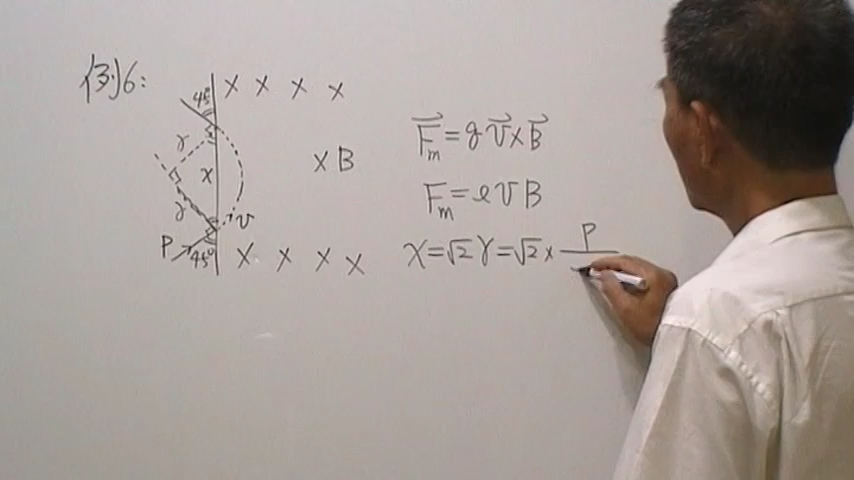 例6:
45°
x x x x
r
x
x B
r
v
P
45°
x x x x
F⃗m = q v⃗ x B⃗
Fm = e v B
x = √2 r = √2 x P